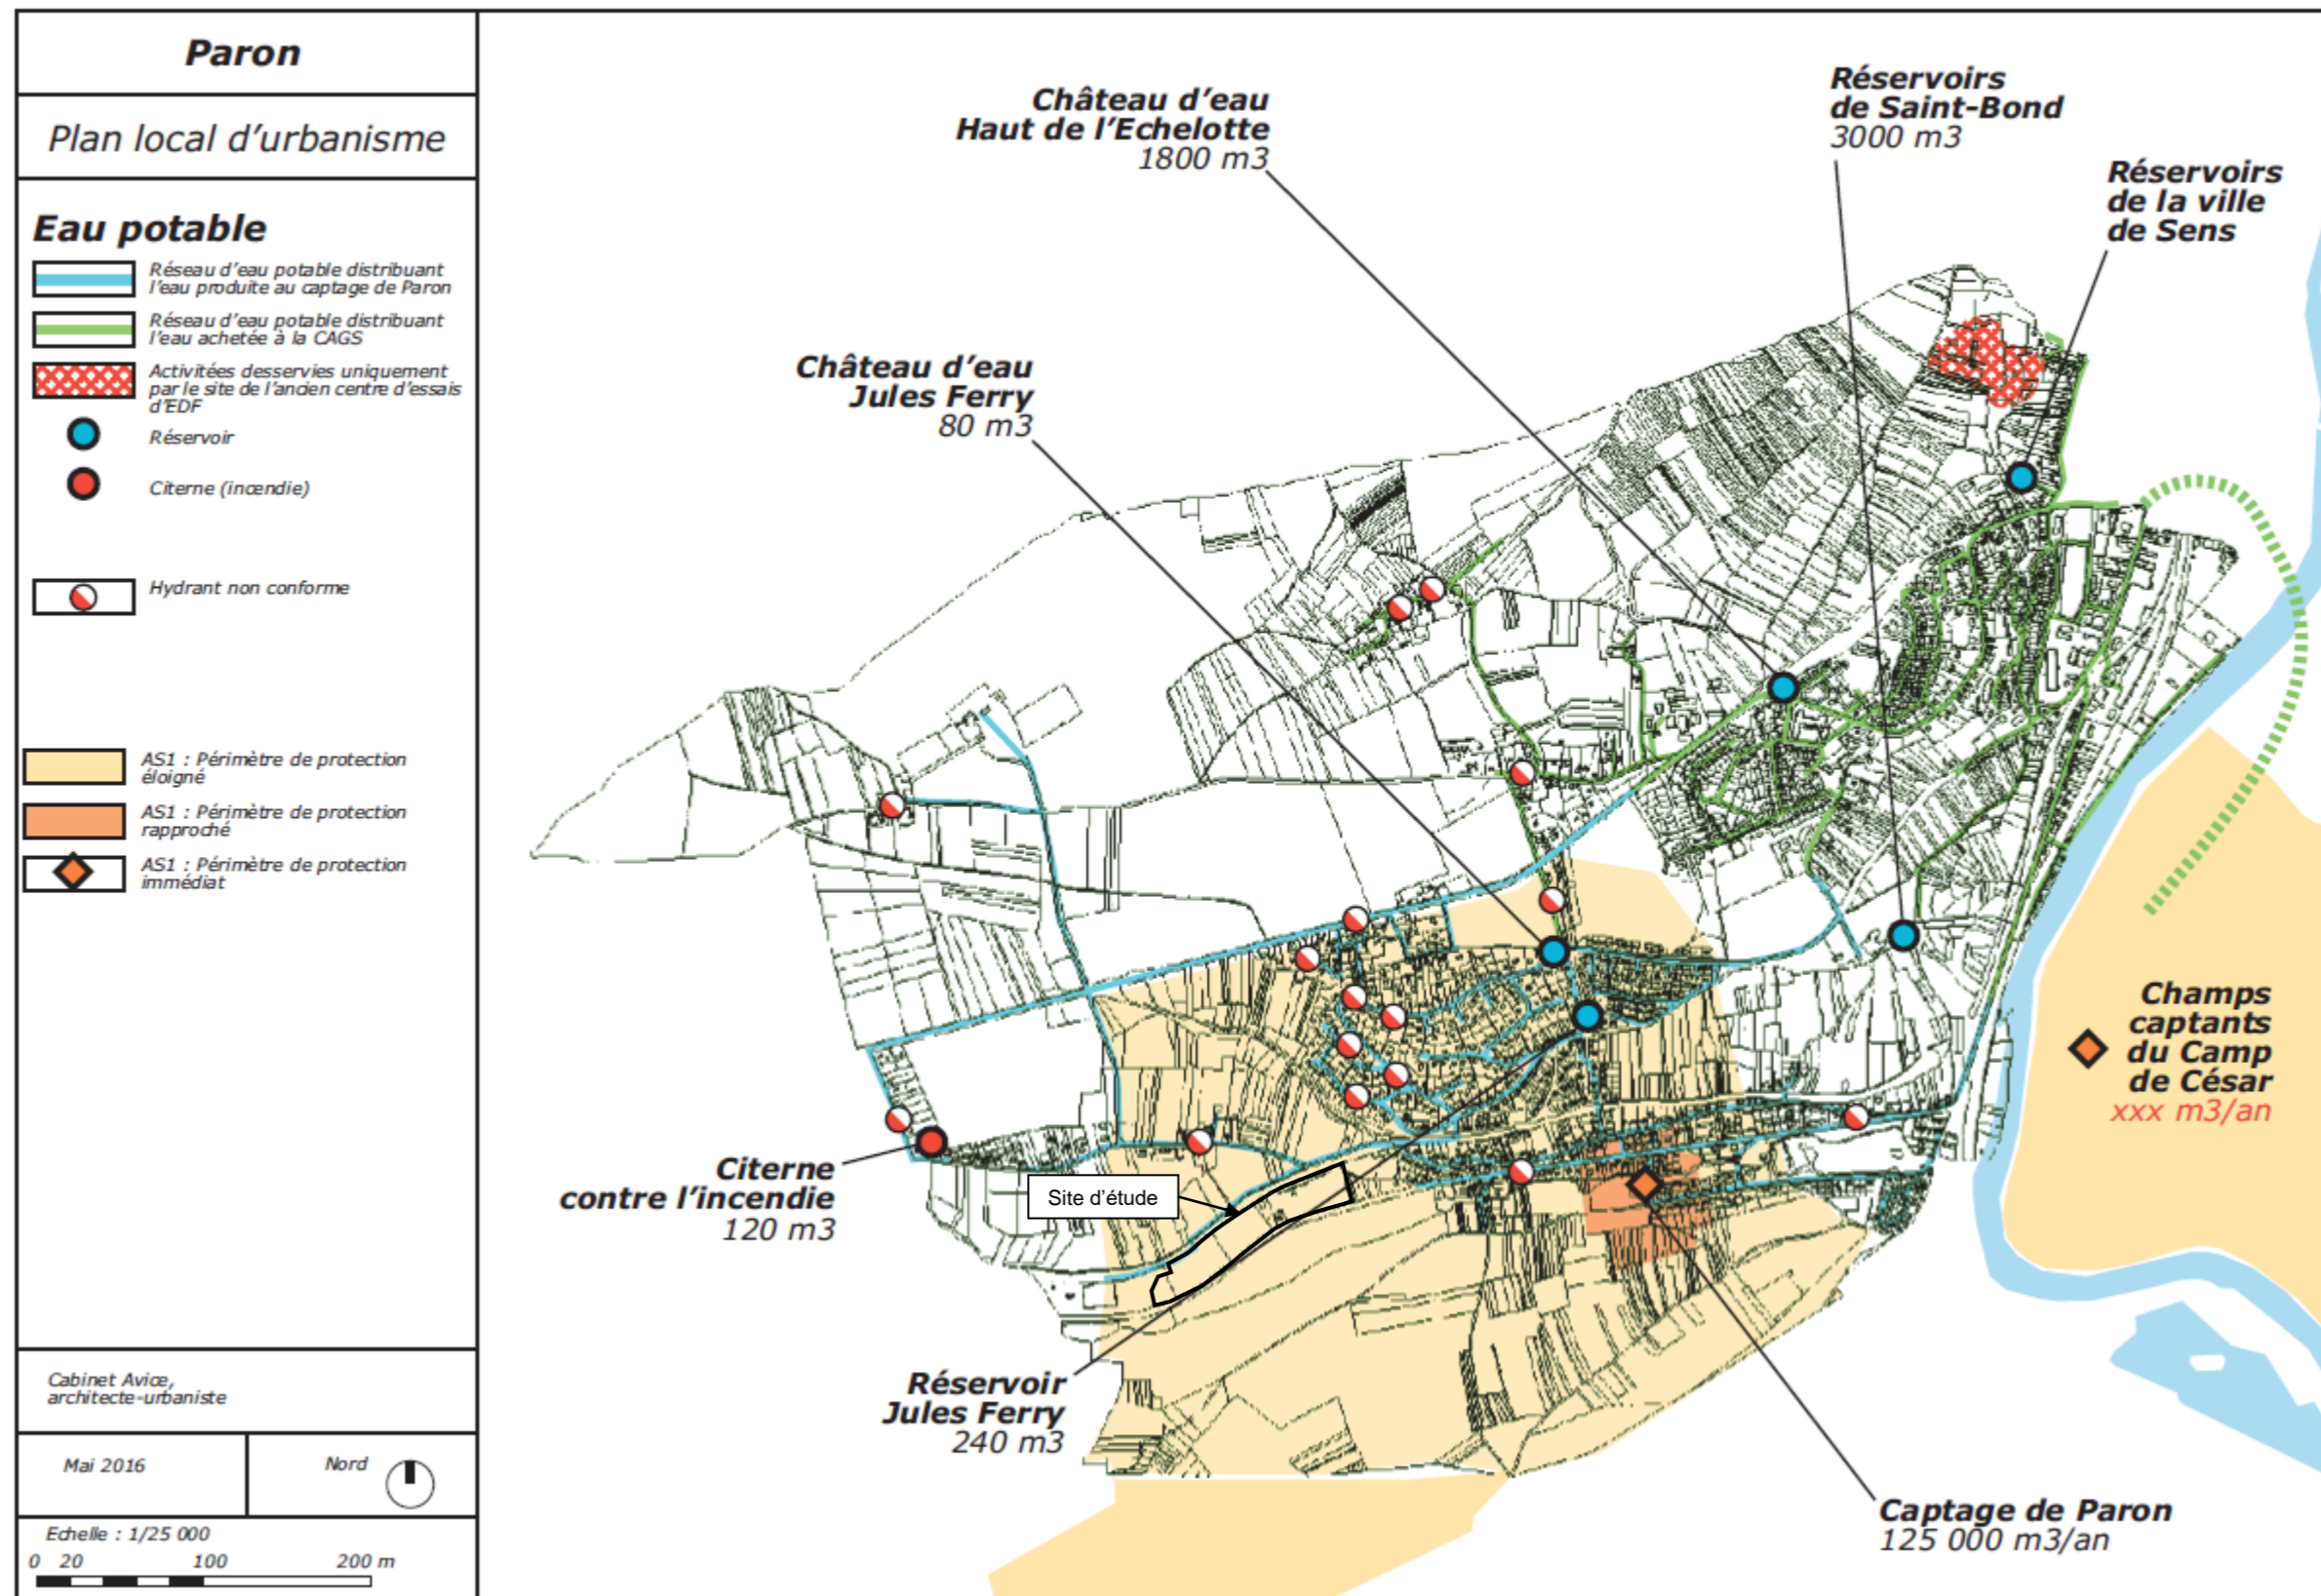 Paron
Plan local d'urbanisme
Eau potable
Réseau d'eau potable distribuant
l'eau produite au captage de Paron
Réseau d'eau potable distribuant
l'eau achetée à la CAGS
Activitées desservies uniquement
par le site de l'ancien centre d'essais
d'EDF
Réservoir
Citerne (incendie)
Hydrant non conforme
AS1 : Périmètre de protection
éloigné
AS1 : Périmètre de protection
rapproché
AS1 : Périmètre de protection
immédiat
Cabinet Avice,
architecte-urbaniste
Mai 2016
Nord
Echelle : 1/25 000
0 20 100 200 m
Château d'eau
Haut de l'Echelotte
1800 m3
Réservoirs
de Saint-Bond
3000 m3
Réservoirs
de la ville
de Sens
Château d'eau
Jules Ferry
80 m3
Champs
captants
du Camp
de César
xxx m3/an
Citerne
contre l'incendie
120 m3
Site d'étude
Réservoir
Jules Ferry
240 m3
Captage de Paron
125 000 m3/an